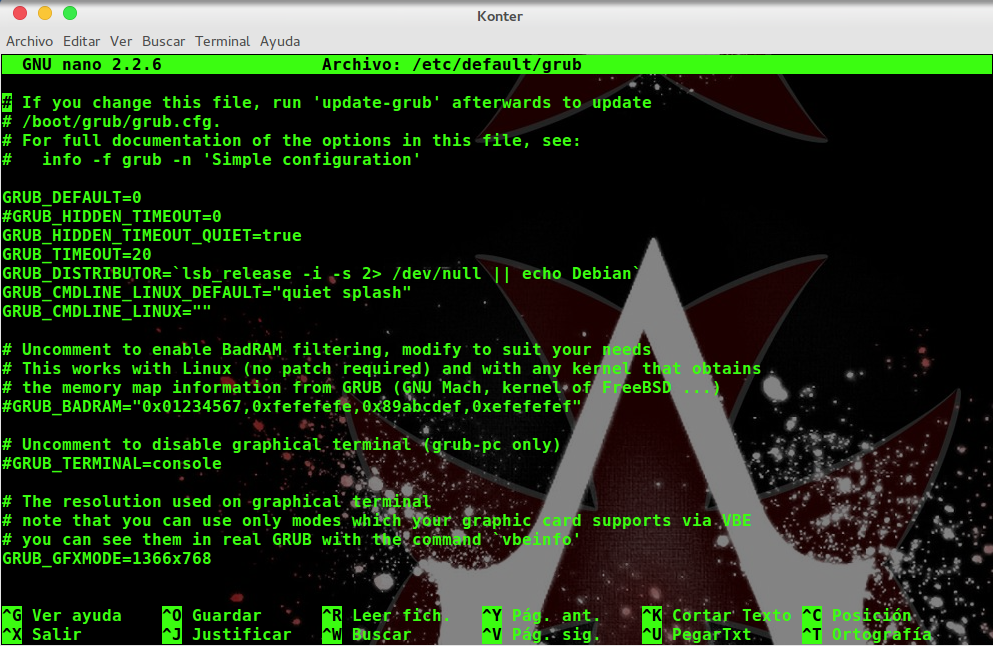 Konter
Archivo Editar Ver Buscar Terminal Ayuda
GNU nano 2.2.6 Archivo: /etc/default/grub
# If you change this file, run 'update-grub' afterwards to update
# /boot/grub/grub.cfg.
# For full documentation of the options in this file, see:
#   info -f grub -n 'Simple configuration'
GRUB_DEFAULT=0
#GRUB_HIDDEN_TIMEOUT=0
GRUB_HIDDEN_TIMEOUT_QUIET=true
GRUB_TIMEOUT=20
GRUB_DISTRIBUTOR=`lsb_release -i -s 2> /dev/null || echo Debian`
GRUB_CMDLINE_LINUX_DEFAULT="quiet splash"
GRUB_CMDLINE_LINUX=""
# Uncomment to enable BadRAM filtering, modify to suit your needs
# This works with Linux (no patch required) and with any kernel that obtains
# the memory map information from GRUB (GNU Mach, kernel of FreeBSD ...)
#GRUB_BADRAM="0x01234567,0xfefefefe,0x89abcdef,0xefefefef"
# Uncomment to disable graphical terminal (grub-pc only)
#GRUB_TERMINAL=console
# The resolution used on graphical terminal
# note that you can use only modes which your graphic card supports via VBE
# you can see them in real GRUB with the command `vbeinfo'
GRUB_GFXMODE=1366x768
^G Ver ayuda ^O Guardar ^R Leer fich. ^Y Pág. ant. ^K Cortar Texto ^C Posición
^X Salir ^J Justificar ^W Buscar ^V Pág. sig. ^U PegarTxt ^T Ortografía